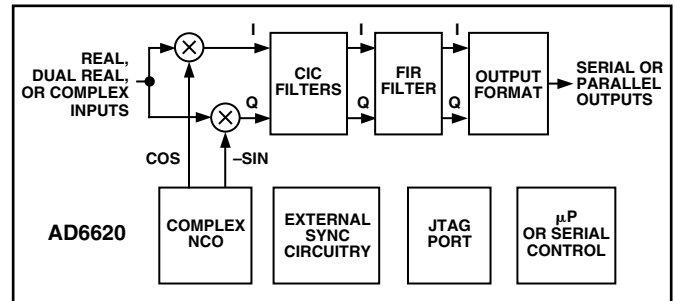 REAL,
DUAL REAL,
OR COMPLEX
INPUTS
I
Q
COS
–SIN
CIC
FILTERS
I
Q
FIR
FILTER
I
Q
OUTPUT
FORMAT
SERIAL OR
PARALLEL
OUTPUTS
AD6620
COMPLEX
NCO
EXTERNAL
SYNC
CIRCUITRY
JTAG
PORT
µP
OR SERIAL
CONTROL